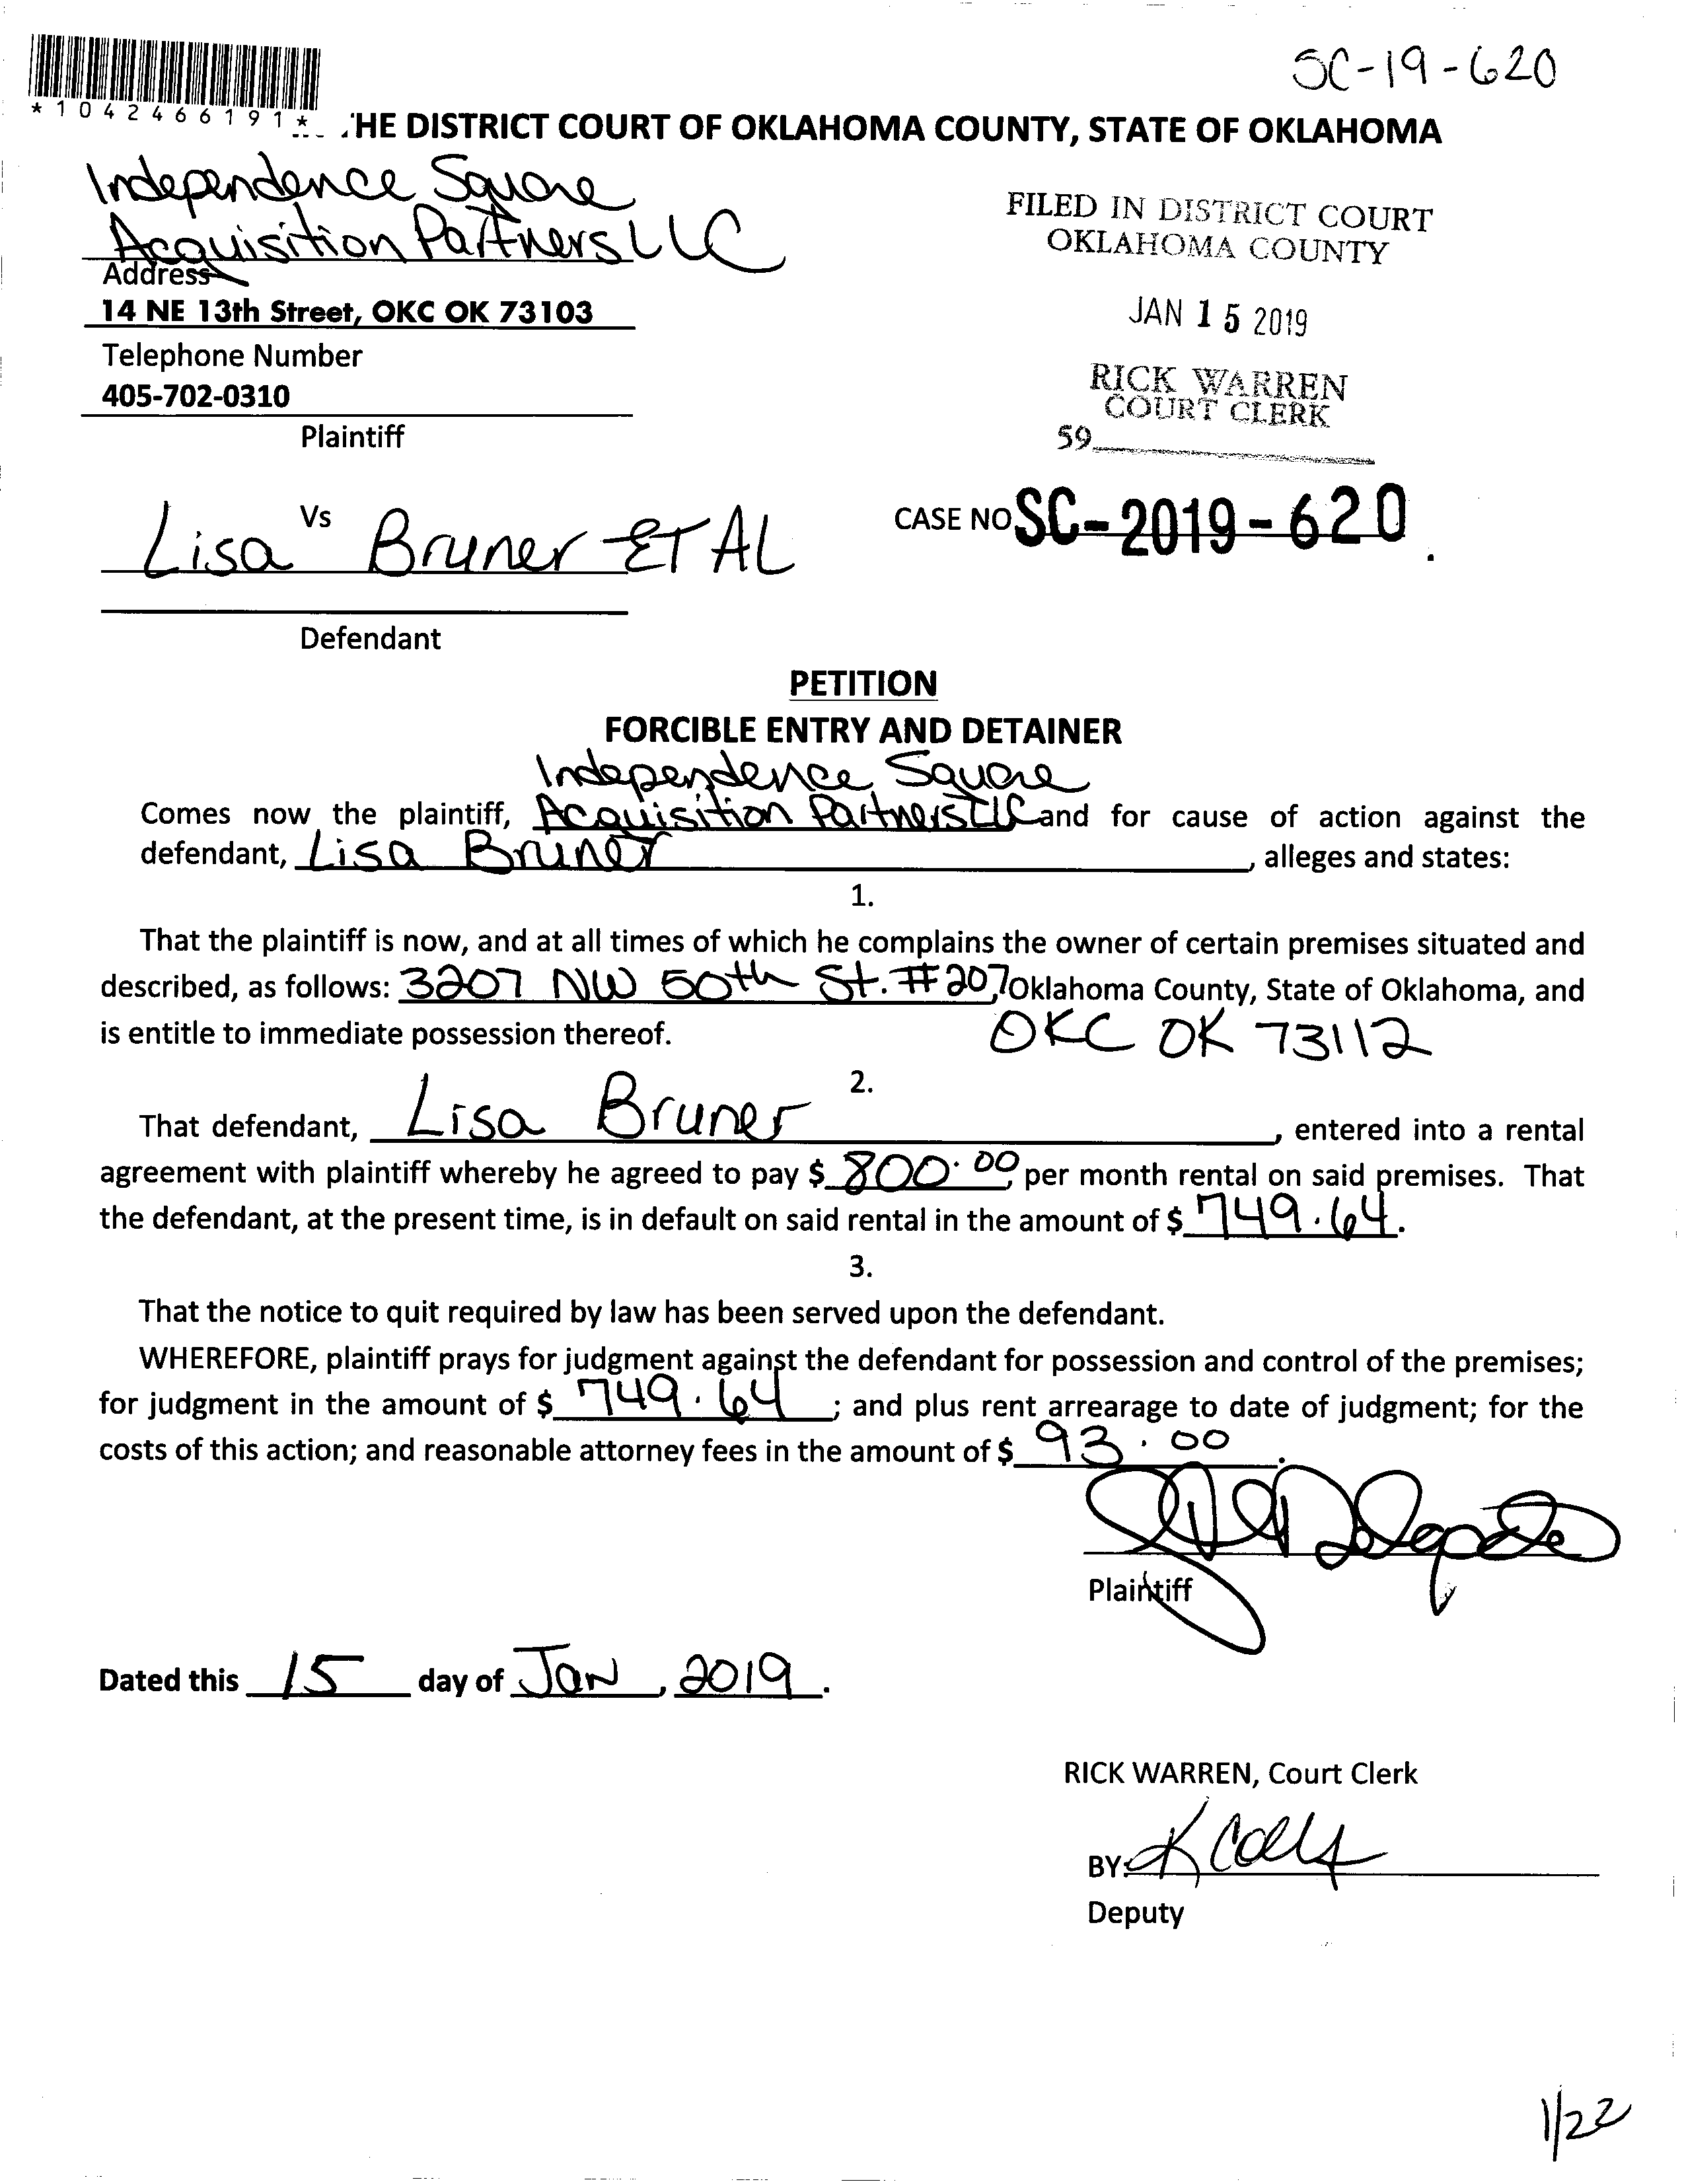 SC-19-620
*1042466191*
THE DISTRICT COURT OF OKLAHOMA COUNTY, STATE OF OKLAHOMA
Independence Square
Acquisition Partners LLC
Address
14 NE 13th Street, OKC OK 73103
Telephone Number
405-702-0310
Plaintiff
FILED IN DISTRICT COURT
OKLAHOMA COUNTY
JAN 15 2019
RICK WARREN
COURT CLERK
59
Vs
Lisa Bruner ET AL
Defendant
CASE NO SC-2019-620.
PETITION
FORCIBLE ENTRY AND DETAINER
Independence Square
Comes now the plaintiff, Acquisition Partners LLC and for cause of action against the
defendant, Lisa Bruner, alleges and states:
1.
That the plaintiff is now, and at all times of which he complains the owner of certain premises situated and
described, as follows: 3207 NW 50th St. #207, Oklahoma County, State of Oklahoma, and
is entitle to immediate possession thereof. OKC OK 73112
2.
That defendant, Lisa Bruner, entered into a rental
agreement with plaintiff whereby he agreed to pay $ 800.00, per month rental on said premises. That
the defendant, at the present time, is in default on said rental in the amount of $ 749.64.
3.
That the notice to quit required by law has been served upon the defendant.
WHEREFORE, plaintiff prays for judgment against the defendant for possession and control of the premises;
for judgment in the amount of $ 749.64; and plus rent arrearage to date of judgment; for the
costs of this action; and reasonable attorney fees in the amount of $ 93.00.
Plaintiff
Dated this 15 day of Jan, 2019.
RICK WARREN, Court Clerk
BY:
Deputy
1/22